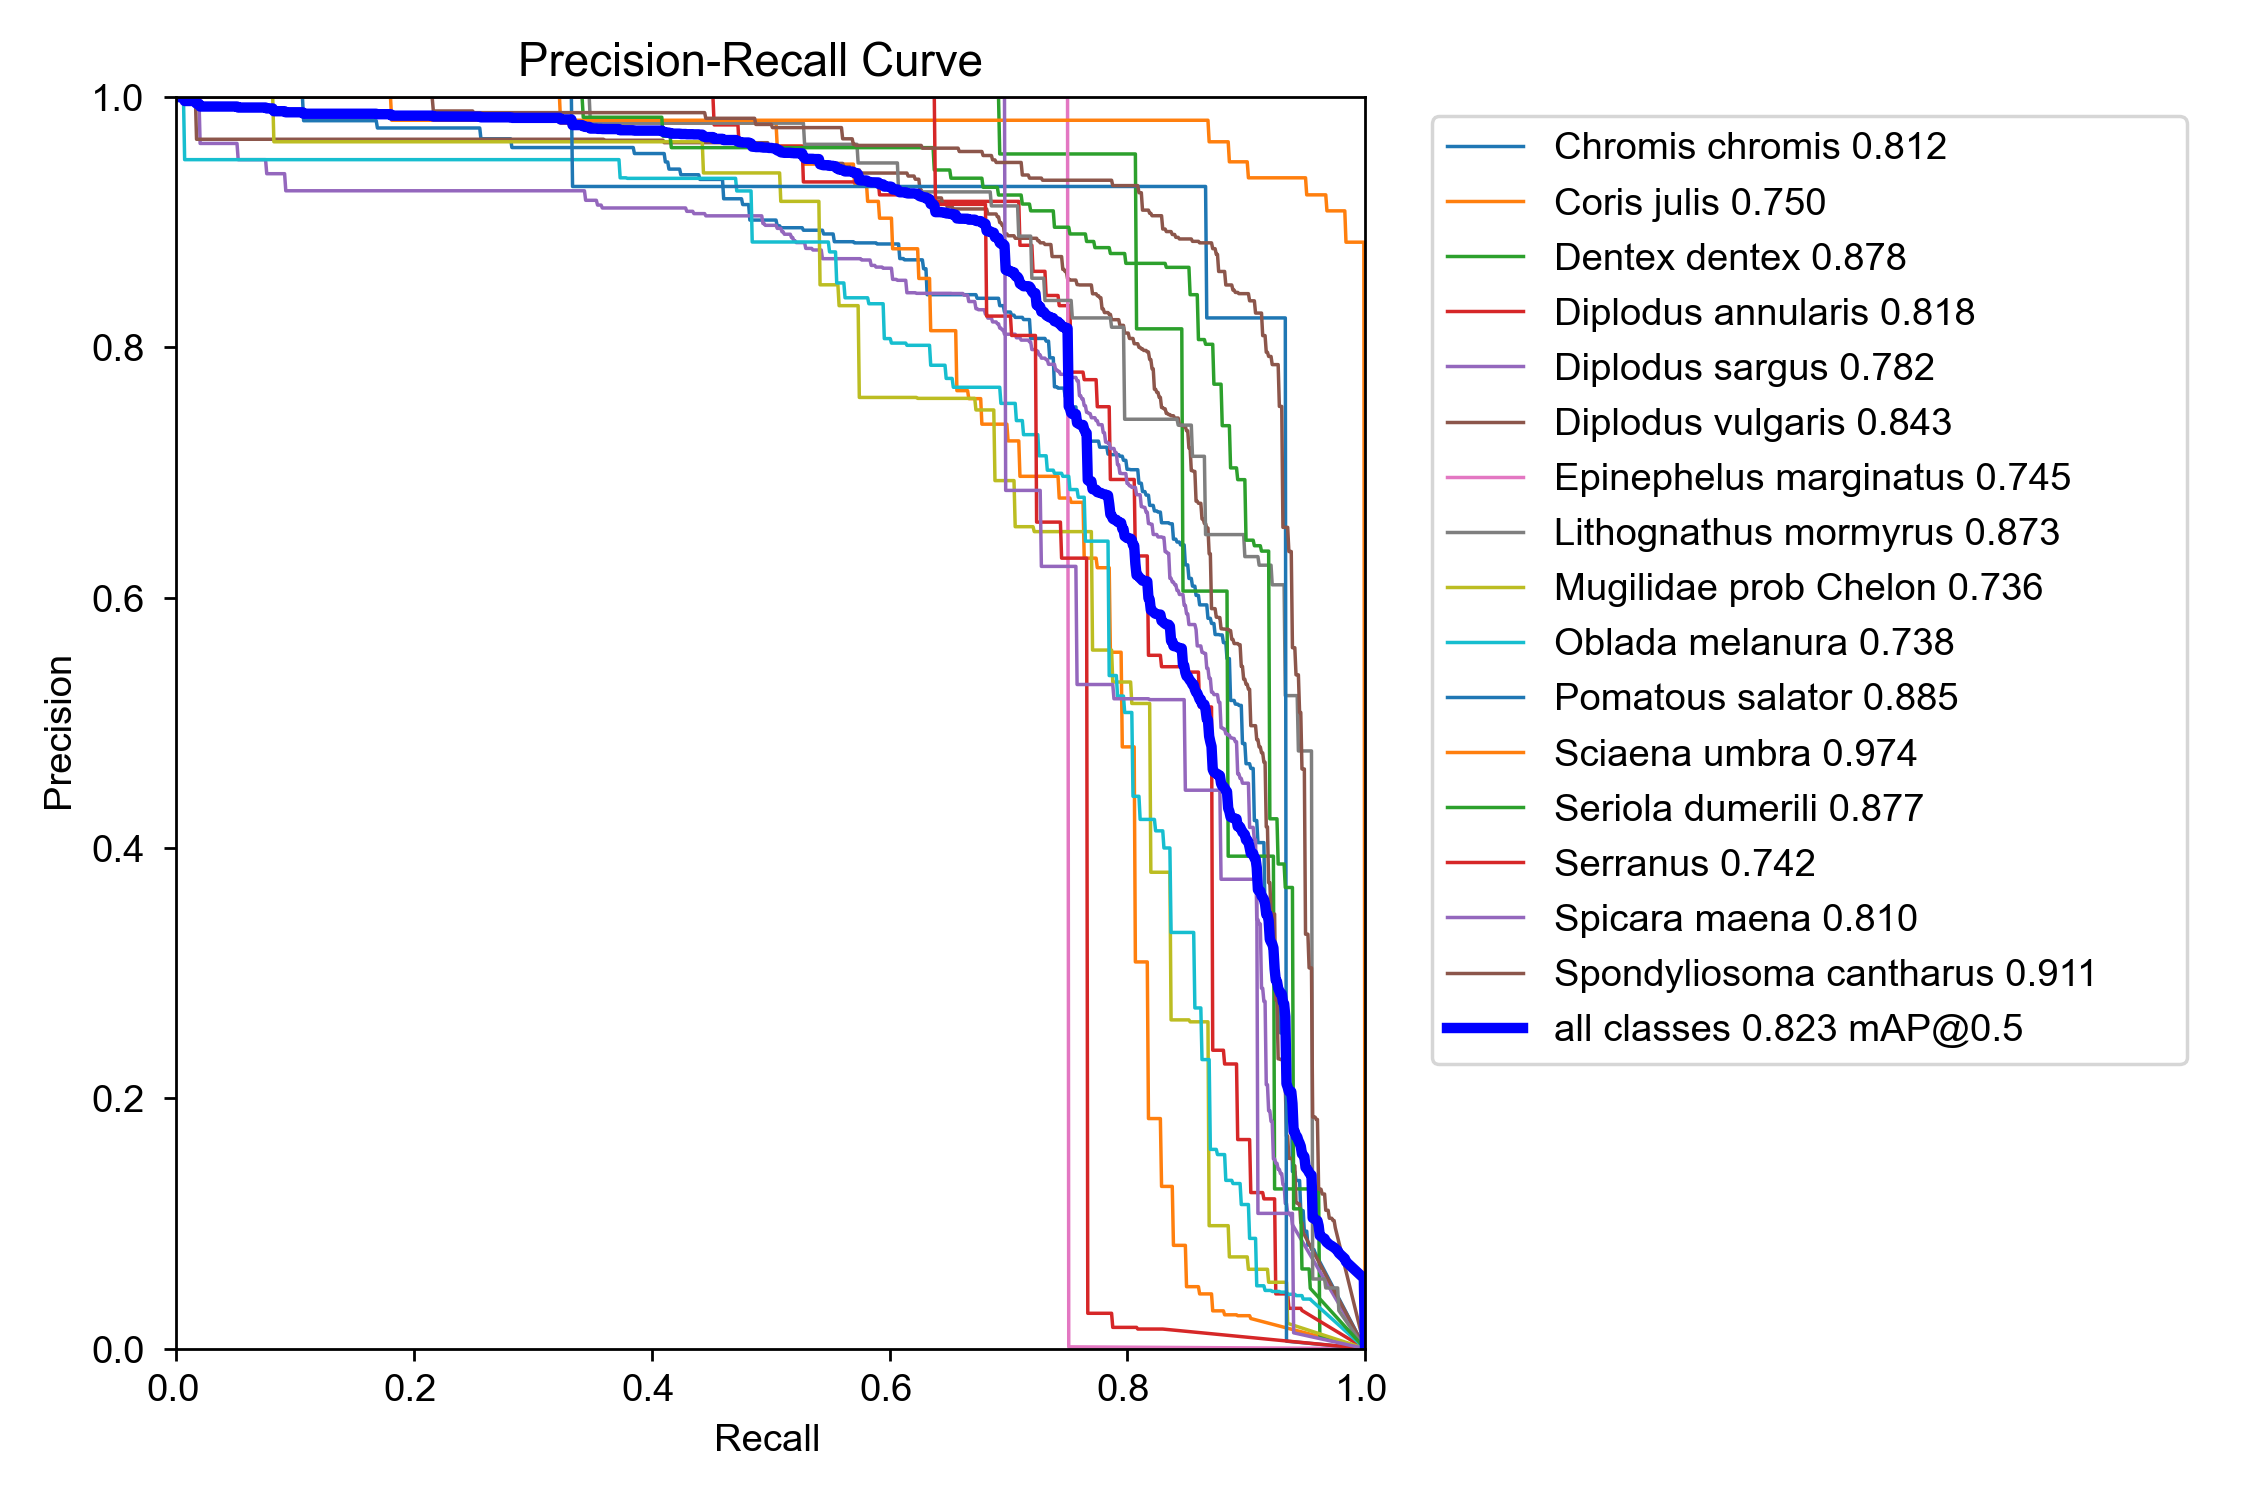 Precision-Recall Curve
1.0
0.8
0.6
0.4
0.2
0.0
Precision
0.0 0.2 0.4 0.6 0.8 1.0
Recall
Chromis chromis 0.812
Coris julis 0.750
Dentex dentex 0.878
Diplodus annularis 0.818
Diplodus sargus 0.782
Diplodus vulgaris 0.843
Epinephelus marginatus 0.745
Lithognathus mormyrus 0.873
Mugilidae prob Chelon 0.736
Oblada melanura 0.738
Pomatous salator 0.885
Sciaena umbra 0.974
Seriola dumerili 0.877
Serranus 0.742
Spicara maena 0.810
Spondyliosoma cantharus 0.911
all classes 0.823 mAP@0.5